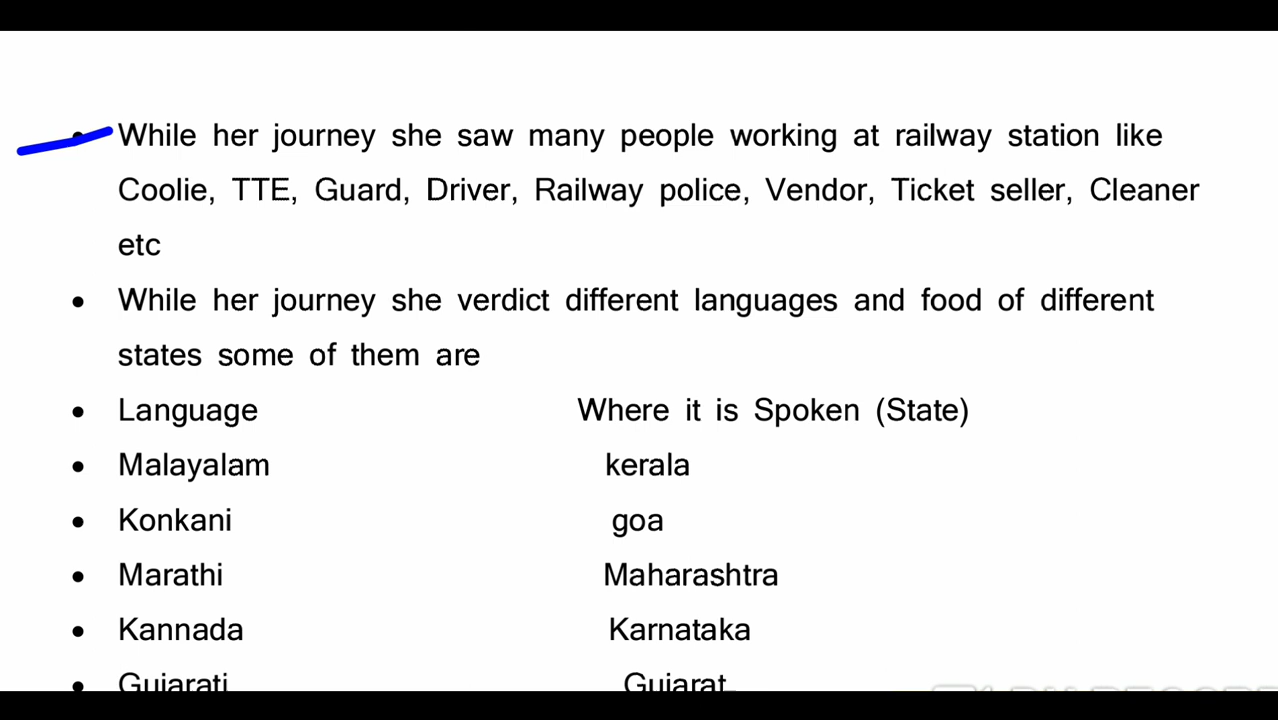 • While her journey she saw many people working at railway station like
Coolie, TTE, Guard, Driver, Railway police, Vendor, Ticket seller, Cleaner
etc
• While her journey she verdict different languages and food of different
states some of them are
• Language Where it is Spoken (State)
• Malayalam kerala
• Konkani goa
• Marathi Maharashtra
• Kannada Karnataka
• Gujarati Gujarat